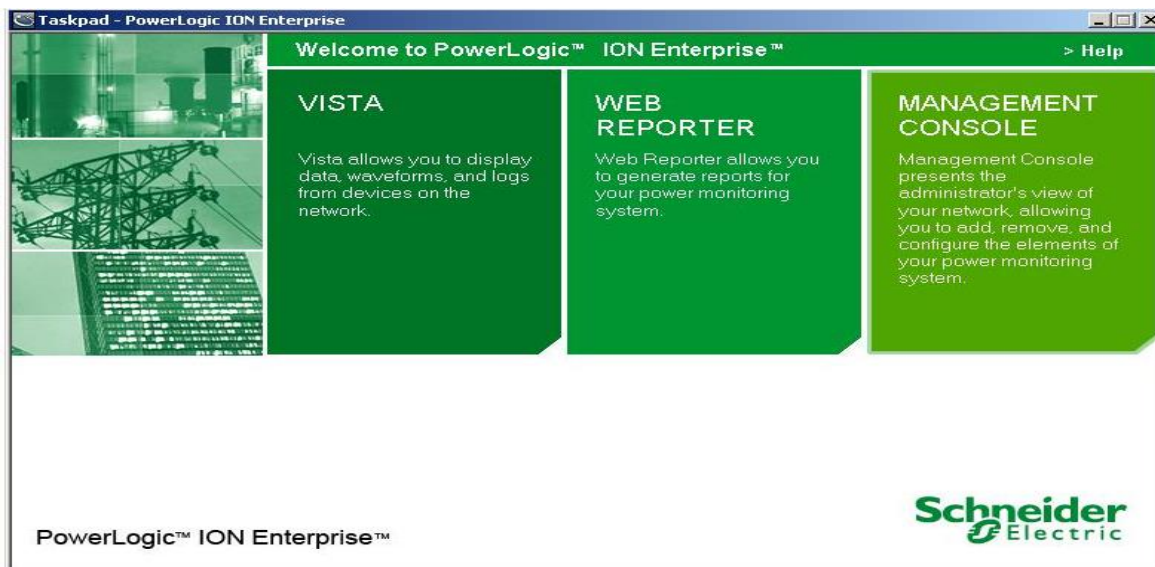 Taskpad - PowerLogic ION Enterprise
Welcome to PowerLogic™ ION Enterprise™
> Help
VISTA
Vista allows you to display
data, waveforms, and logs
from devices on the
network.
WEB
REPORTER
Web Reporter allows you
to generate reports for
your power monitoring
system.
MANAGEMENT
CONSOLE
Management Console
presents the
administrator's view of
your network, allowing
you to add, remove, and
configure the elements of
your power monitoring
system.
PowerLogic™ ION Enterprise™
Schneider
Electric